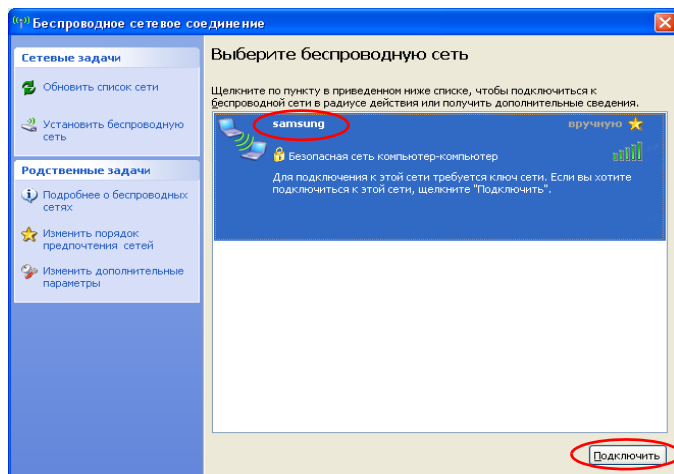 Беспроводное сетевое соединение
Сетевые задачи
Обновить список сети
Установить беспроводную
сеть
Родственные задачи
Подробнее о беспроводных
сетях
Изменить порядок
предпочтения сетей
Изменить дополнительные
параметры
Выберите беспроводную сеть
Щелкните по пункту в приведенном ниже списке, чтобы подключиться к
беспроводной сети в радиусе действия или получить дополнительные сведения.
samsung
вручную
Безопасная сеть компьютер-компьютер
Для подключения к этой сети требуется ключ сети. Если вы хотите
подключиться к этой сети, щелкните "Подключить".
Подключить